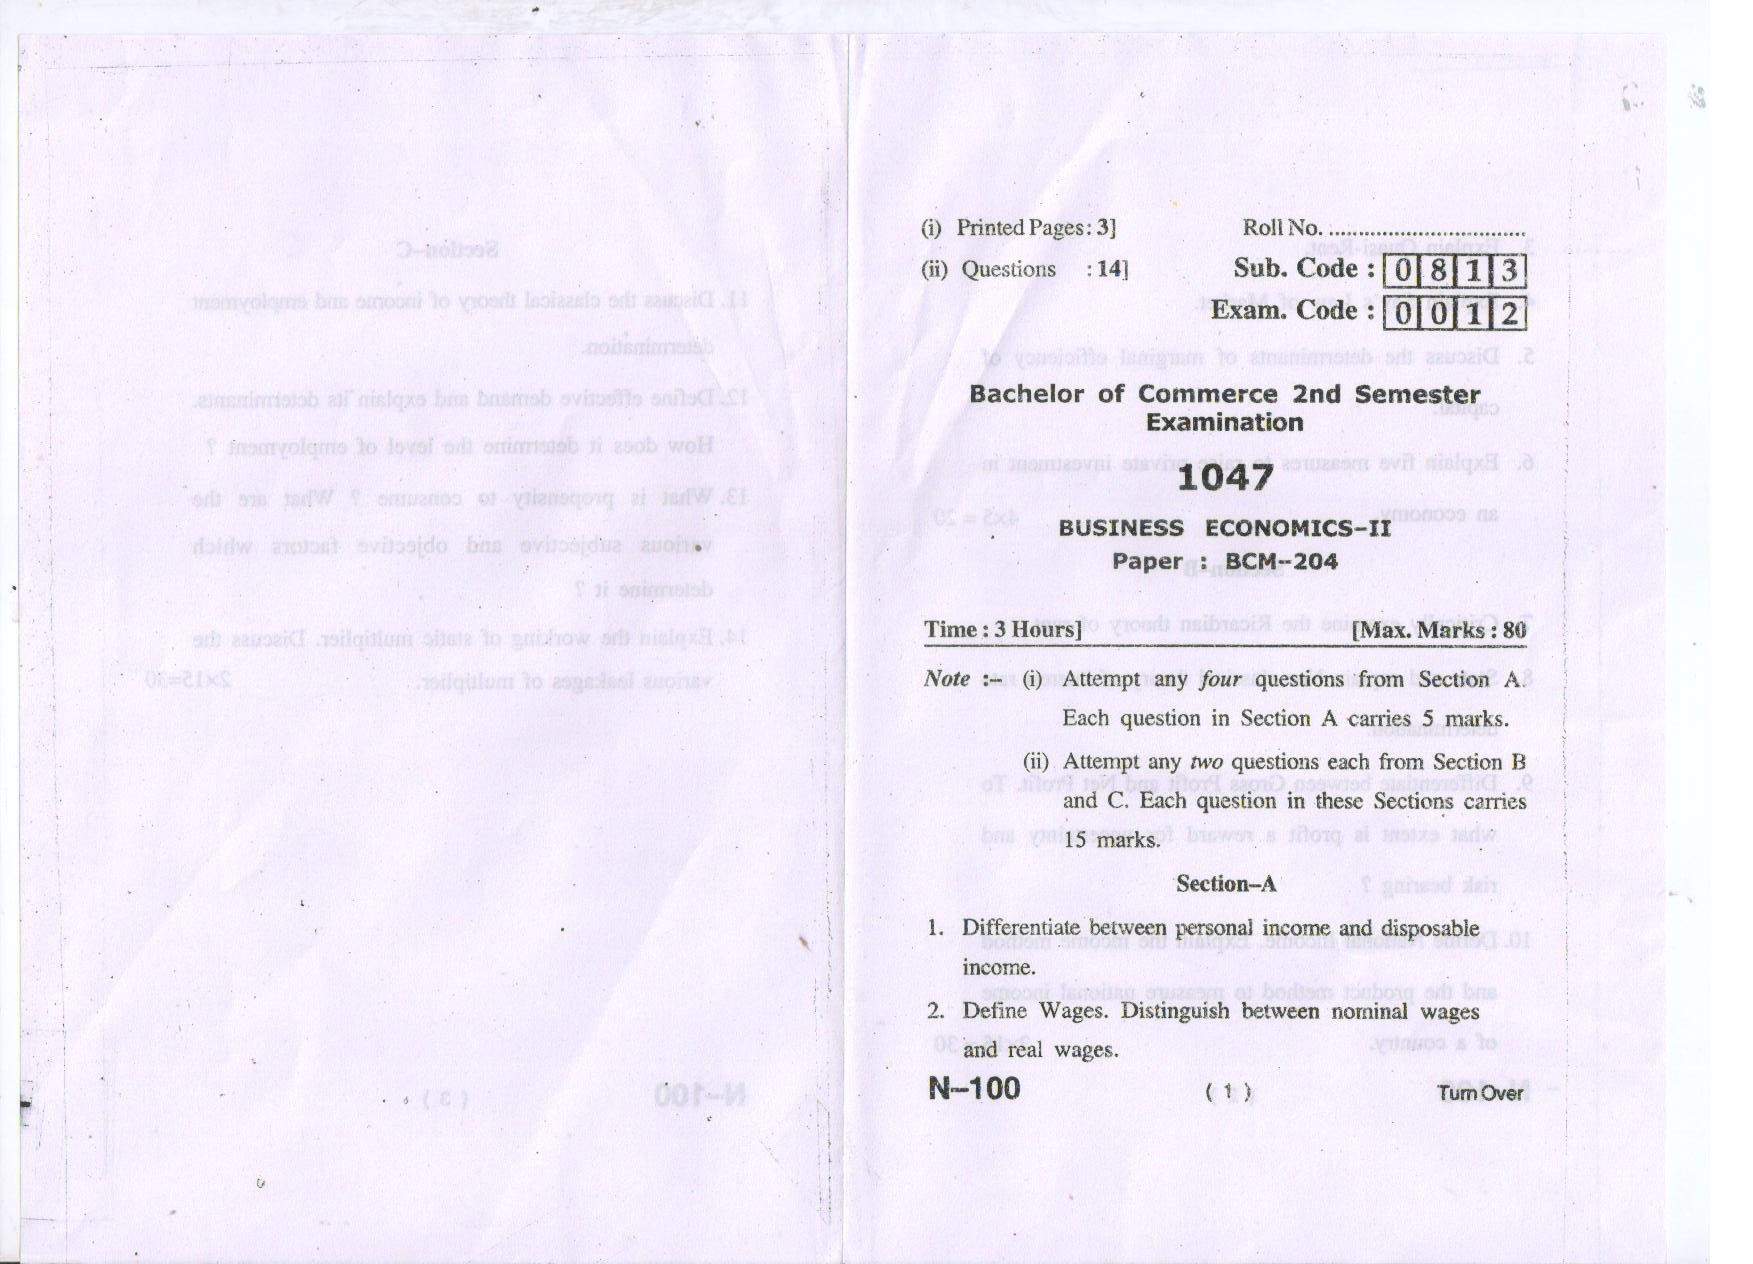 (i) Printed Pages : 3]
Roll No. ................................
(ii) Questions : 14]
Sub. Code : 0 8 1 3
Exam. Code : 0 0 1 2
Bachelor of Commerce 2nd Semester
Examination
1047
BUSINESS ECONOMICS–II
Paper : BCM–204
Time : 3 Hours]
[Max. Marks : 80
Note :– (i) Attempt any four questions from Section A.
Each question in Section A carries 5 marks.
(ii) Attempt any two questions each from Section B
and C. Each question in these Sections carries
15 marks.
Section–A
1. Differentiate between personal income and disposable
income.
2. Define Wages. Distinguish between nominal wages
and real wages.
N–100
( 1 )
Turn Over